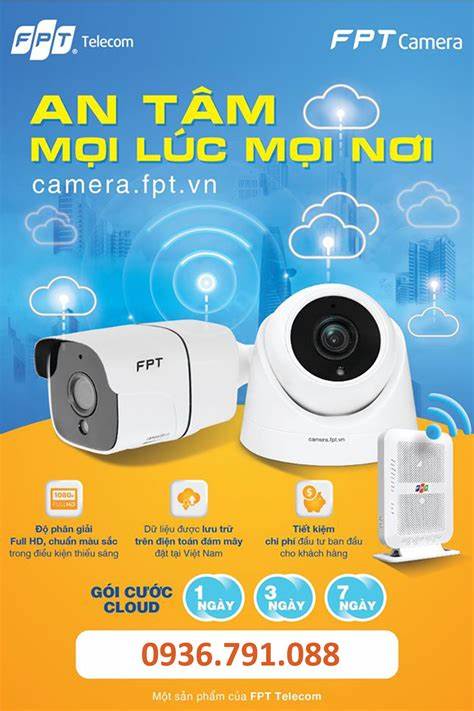 FPT Telecom
FPT Camera
AN TÂM
MỌI LÚC MỌI NƠI
camera.fpt.vn
FPT
camera.fpt.vn
FPT
1080p
FULL HD
Độ phân giải
Full HD, chuẩn màu sắc
trong điều kiện thiếu sáng
Dữ liệu được lưu trữ
trên điện toán đám mây
đặt tại Việt Nam
$
Tiết kiệm
chi phí đầu tư ban đầu
cho khách hàng
GÓI CƯỚC
CLOUD
1
NGÀY
3
NGÀY
7
NGÀY
0936.791.088
Một sản phẩm của FPT Telecom